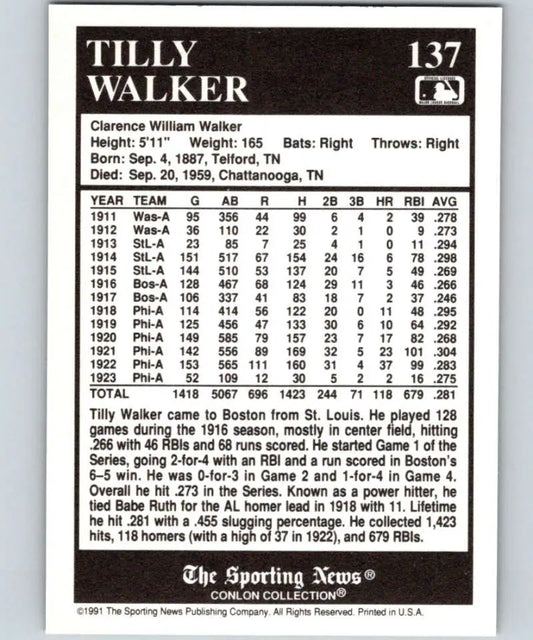 TILLY 137
WALKER
MAJOR LEAGUE BASEBALL
Clarence William Walker
Height: 5'11" Weight: 165 Bats: Right Throws: Right
Born: Sep. 4, 1887, Telford, TN
Died: Sep. 20, 1959, Chattanooga, TN
YEAR TEAM G AB R H 2B 3B HR RBI AVG
1911 Was-A 95 356 44 99 6 4 2 39 .278
1912 Was-A 36 110 22 30 2 1 0 9 .273
1913 StL-A 23 85 7 25 4 1 0 11 .294
1914 StL-A 151 517 67 154 24 16 6 78 .298
1915 StL-A 144 510 53 137 20 7 5 49 .269
1916 Bos-A 128 467 68 124 29 11 3 46 .266
1917 Bos-A 106 337 41 83 18 7 2 37 .246
1918 Phi-A 114 414 56 122 20 0 11 48 .295
1919 Phi-A 125 456 47 133 30 6 10 64 .292
1920 Phi-A 149 585 79 157 23 7 17 82 .268
1921 Phi-A 142 556 89 169 32 5 23 101 .304
1922 Phi-A 153 565 111 160 31 4 37 99 .283
1923 Phi-A 52 109 12 30 5 2 2 16 .275
TOTAL 1418 5067 696 1423 244 71 118 679 .281
Tilly Walker came to Boston from St. Louis. He played 128
games during the 1916 season, mostly in center field, hitting
.266 with 46 RBIs and 68 runs scored. He started Game 1 of the
Series, going 2-for-4 with an RBI and a run scored in Boston's
6–5 win. He was 0-for-3 in Game 2 and 1-for-4 in Game 4.
Overall he hit .273 in the Series. Known as a power hitter, he
tied Babe Ruth for the AL homer lead in 1918 with 11. Lifetime
he hit .281 with a .455 slugging percentage. He collected 1,423
hits, 118 homers (with a high of 37 in 1922), and 679 RBIs.
The Sporting News®
CONLON COLLECTION®
©1991 The Sporting News Publishing Company. All Rights Reserved. Printed in U.S.A.